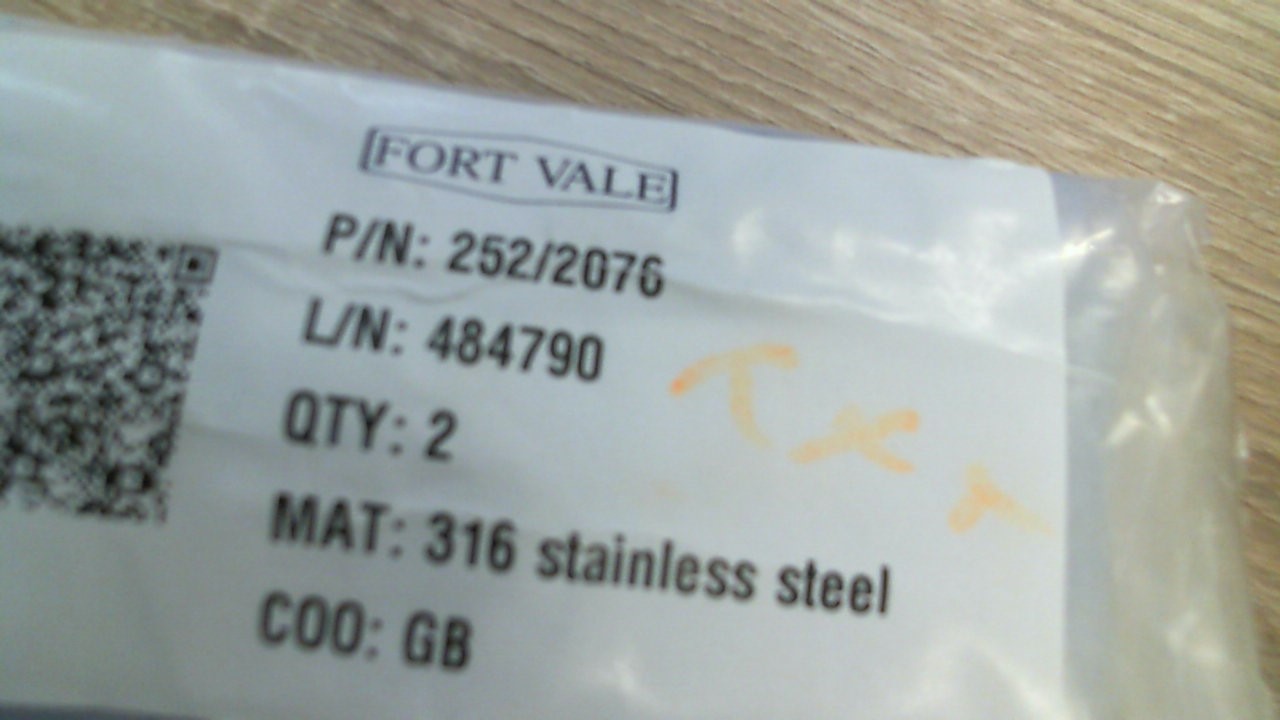 FORT VALE
P/N: 252/2076
L/N: 484790
QTY: 2
MAT: 316 stainless steel
COO: GB